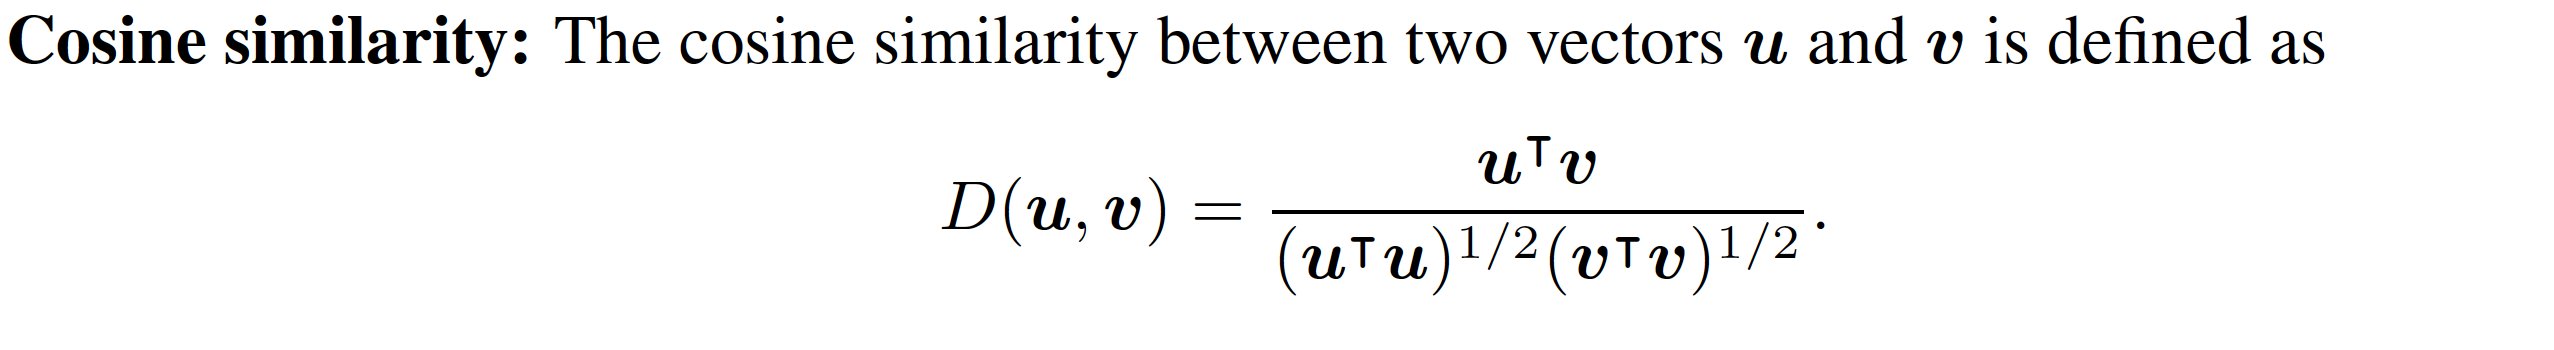 Cosine similarity: The cosine similarity between two vectors u and v is defined as
D(u, v) = u⊤v / (u⊤u)^{1/2}(v⊤v)^{1/2}.